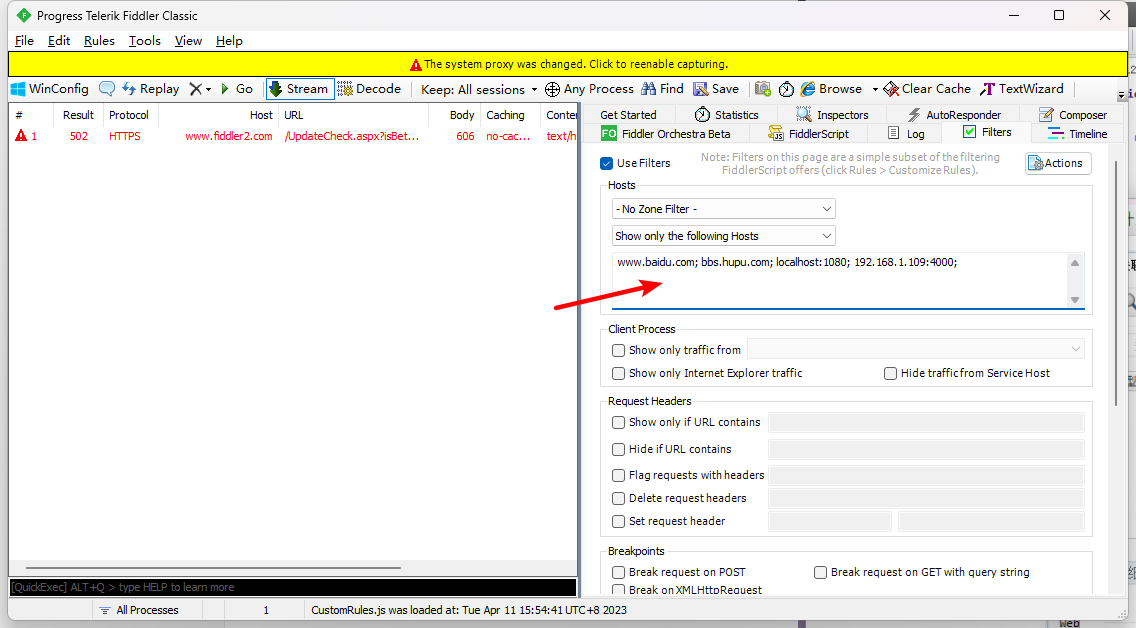 Progress Telerik Fiddler Classic
File Edit Rules Tools View Help
The system proxy was changed. Click to reenable capturing.
WinConfig Replay Go Stream Decode Keep: All sessions Any Process Find Save Browse Clear Cache TextWizard
# Result Protocol Host URL Body Caching Conten
1 502 HTTPS www.fiddler2.com /UpdateCheck.aspx?isBet... 606 no-cac... text/h
Get Started Statistics Inspectors AutoResponder Composer
FO Fiddler Orchestra Beta FiddlerScript Log Filters Timeline
Use Filters
Note: Filters on this page are a simple subset of the filtering
FiddlerScript offers (click Rules > Customize Rules).
Actions
Hosts
- No Zone Filter -
Show only the following Hosts
www.baidu.com; bbs.hupu.com; localhost:1080; 192.168.1.109:4000;
Client Process
Show only traffic from
Show only Internet Explorer traffic Hide traffic from Service Host
Request Headers
Show only if URL contains
Hide if URL contains
Flag requests with headers
Delete request headers
Set request header
Breakpoints
Break request on POST Break request on GET with query string
Break on XMLHttpRequest
[QuickExec] ALT+Q > type HELP to learn more
All Processes 1 CustomRules.js was loaded at: Tue Apr 11 15:54:41 UTC+8 2023
Web